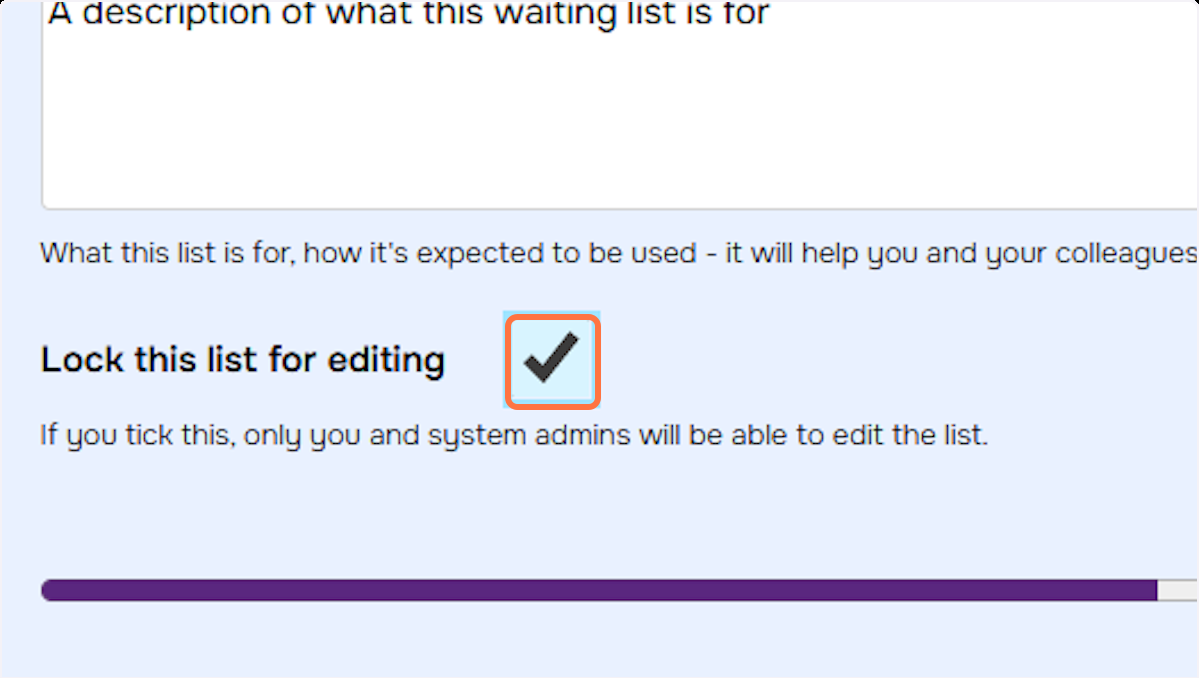 A description of what this waiting list is for
What this list is for, how it's expected to be used - it will help you and your colleagues
Lock this list for editing
If you tick this, only you and system admins will be able to edit the list.